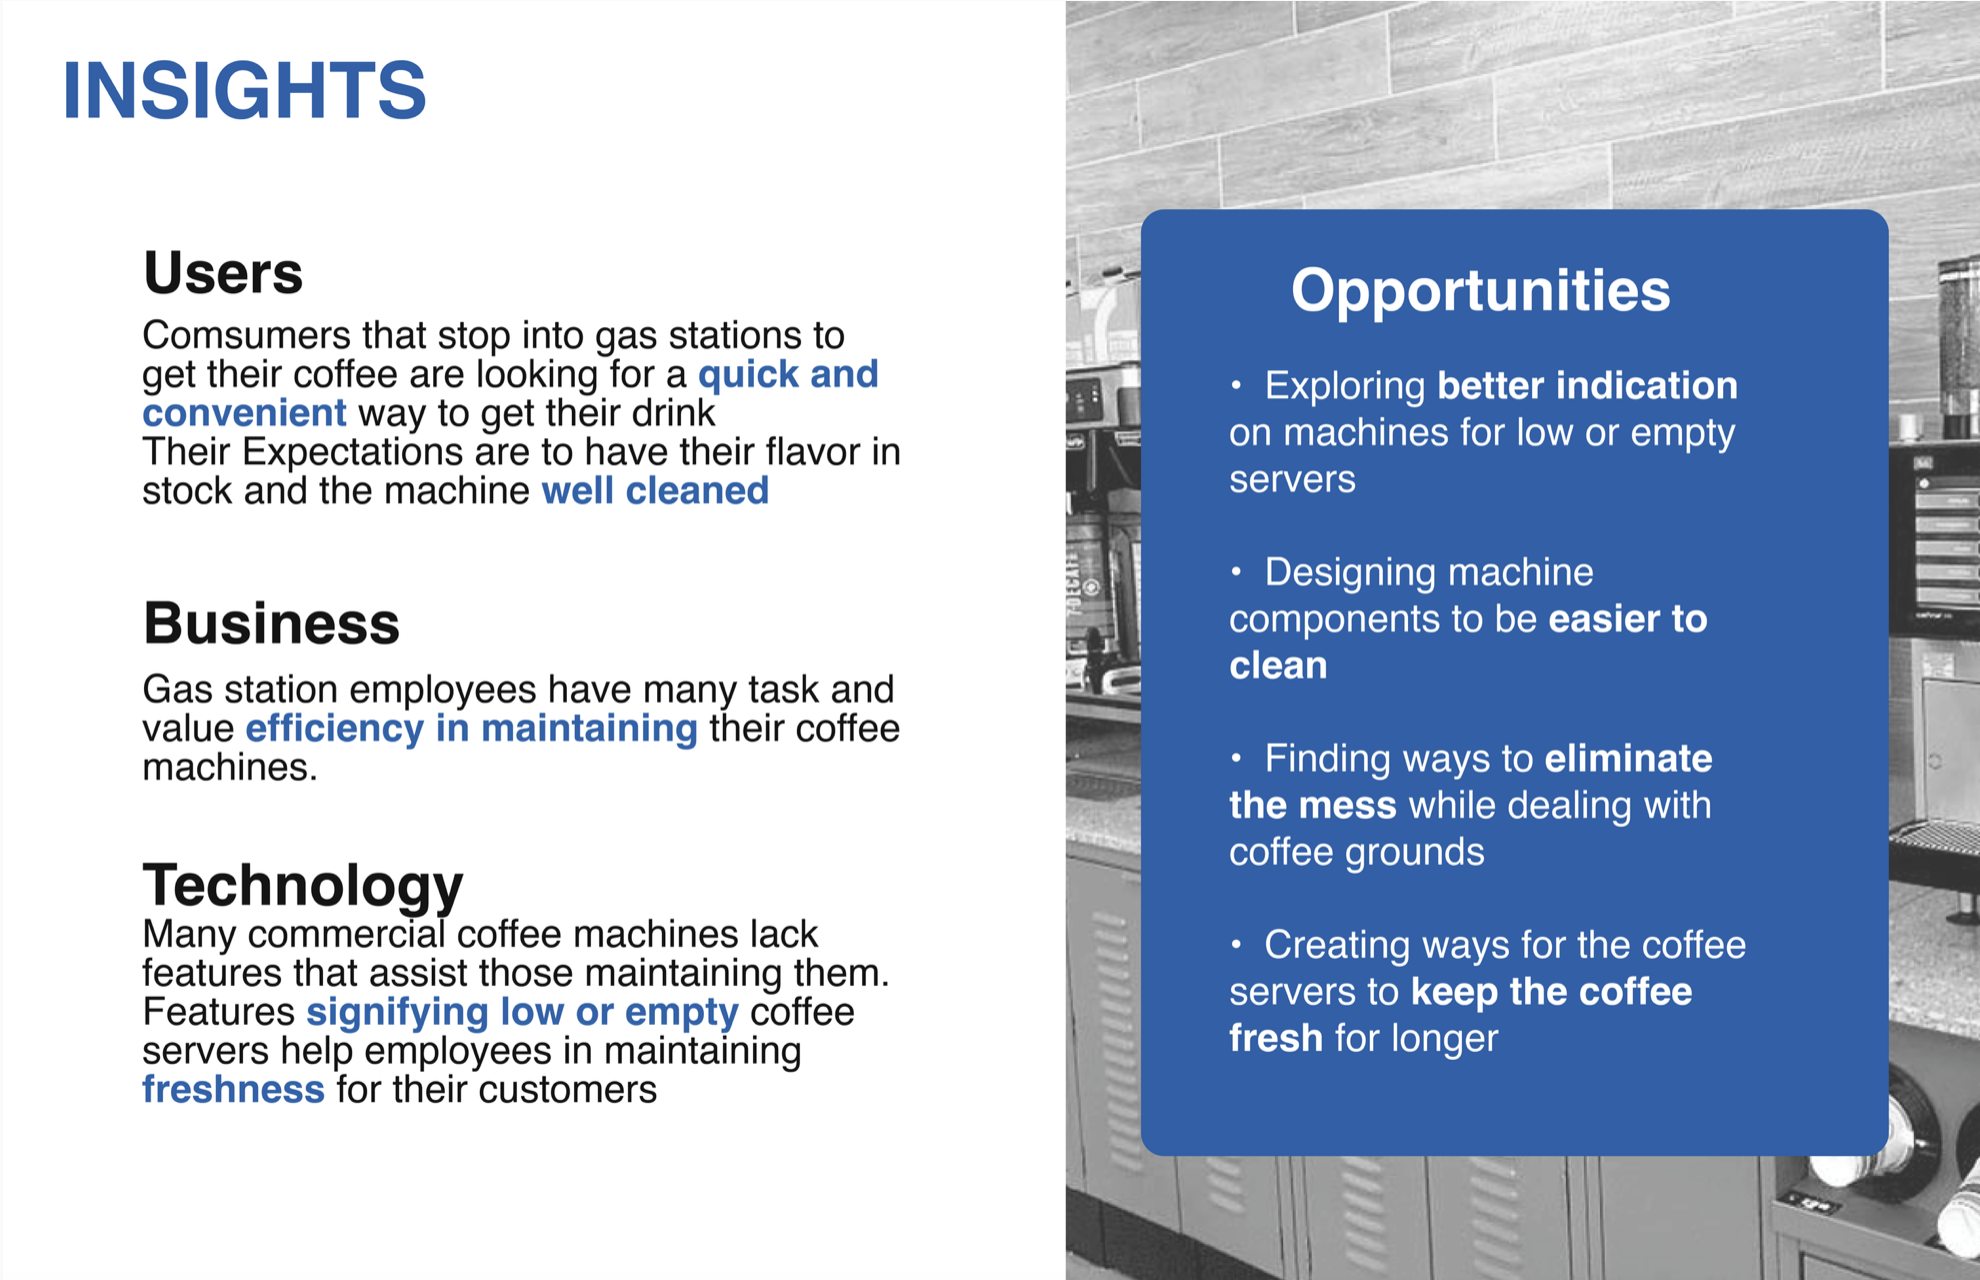 INSIGHTS
Users
Comsumers that stop into gas stations to
get their coffee are looking for a quick and
convenient way to get their drink
Their Expectations are to have their flavor in
stock and the machine well cleaned
Business
Gas station employees have many task and
value efficiency in maintaining their coffee
machines.
Technology
Many commercial coffee machines lack
features that assist those maintaining them.
Features signifying low or empty coffee
servers help employees in maintaining
freshness for their customers
Opportunities
• Exploring better indication
on machines for low or empty
servers
• Designing machine
components to be easier to
clean
• Finding ways to eliminate
the mess while dealing with
coffee grounds
• Creating ways for the coffee
servers to keep the coffee
fresh for longer
DECAF